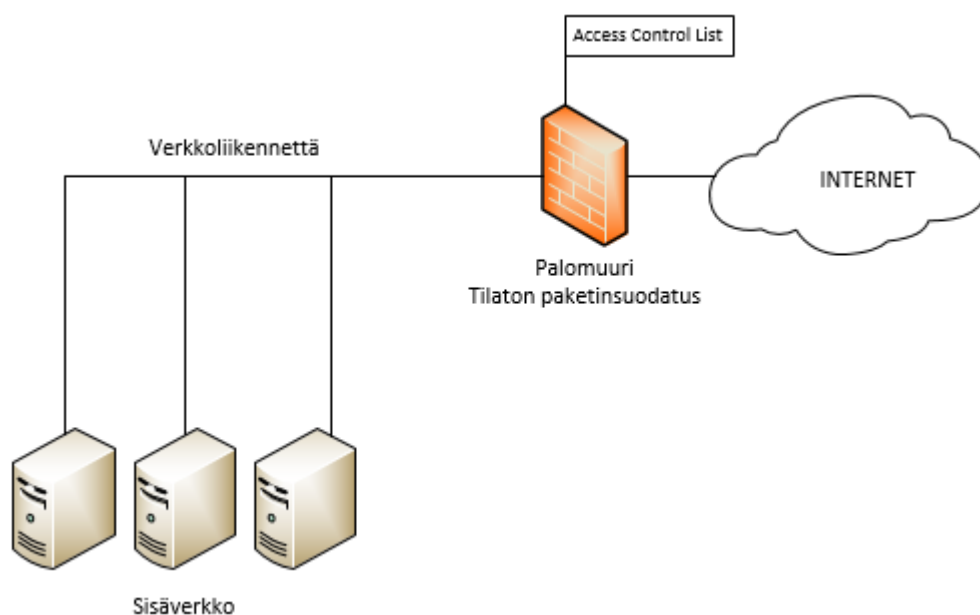 Access Control List
Verkkoliikennettä
INTERNET
Palomuuri
Tilaton paketinsuodatus
Sisäverkko